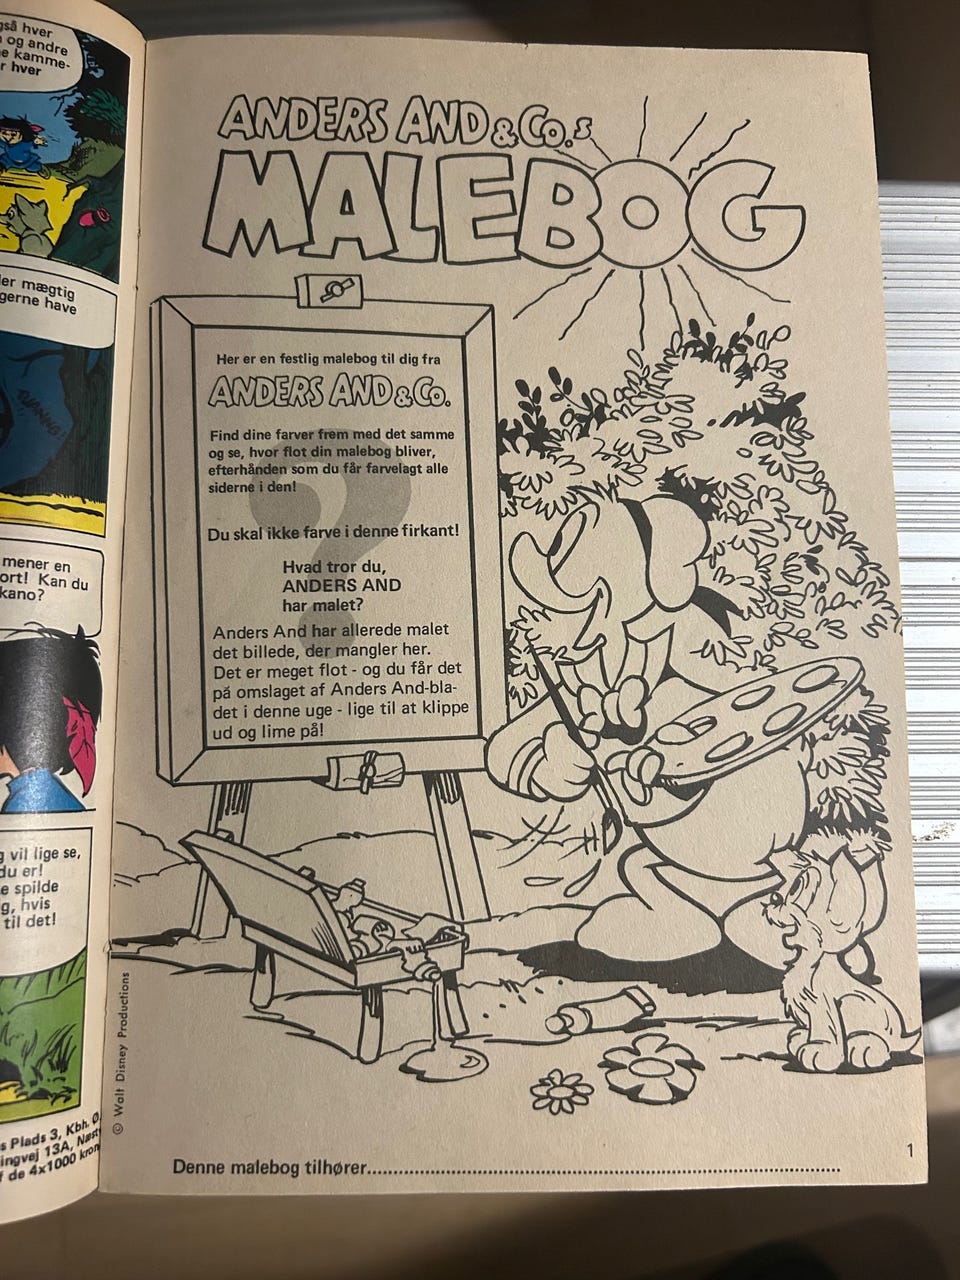 også hver
og andre
kamme-
r hver
der mægtig
gerne have
TVANNG!
mener en
ort! Kan du
kano?
g vil lige se,
du er!
e spilde
g, hvis
til det!
s Plads 3, Kbh. Ø.
ingvej 13A, Næst
f de 4x1000 kron
ANDERS AND & CO.s
MALEBOG
Her er en festlig malebog til dig fra
ANDERS AND & Co.
Find dine farver frem med det samme
og se, hvor flot din malebog bliver,
efterhånden som du får farvelagt alle
siderne i den!
?
Du skal ikke farve i denne firkant!
Hvad tror du,
ANDERS AND
har malet?
Anders And har allerede malet
det billede, der mangler her.
Det er meget flot - og du får det
på omslaget af Anders And-bla-
det i denne uge - lige til at klippe
ud og lime på!
© Walt Disney Productions
1
Denne malebog tilhører................................................................